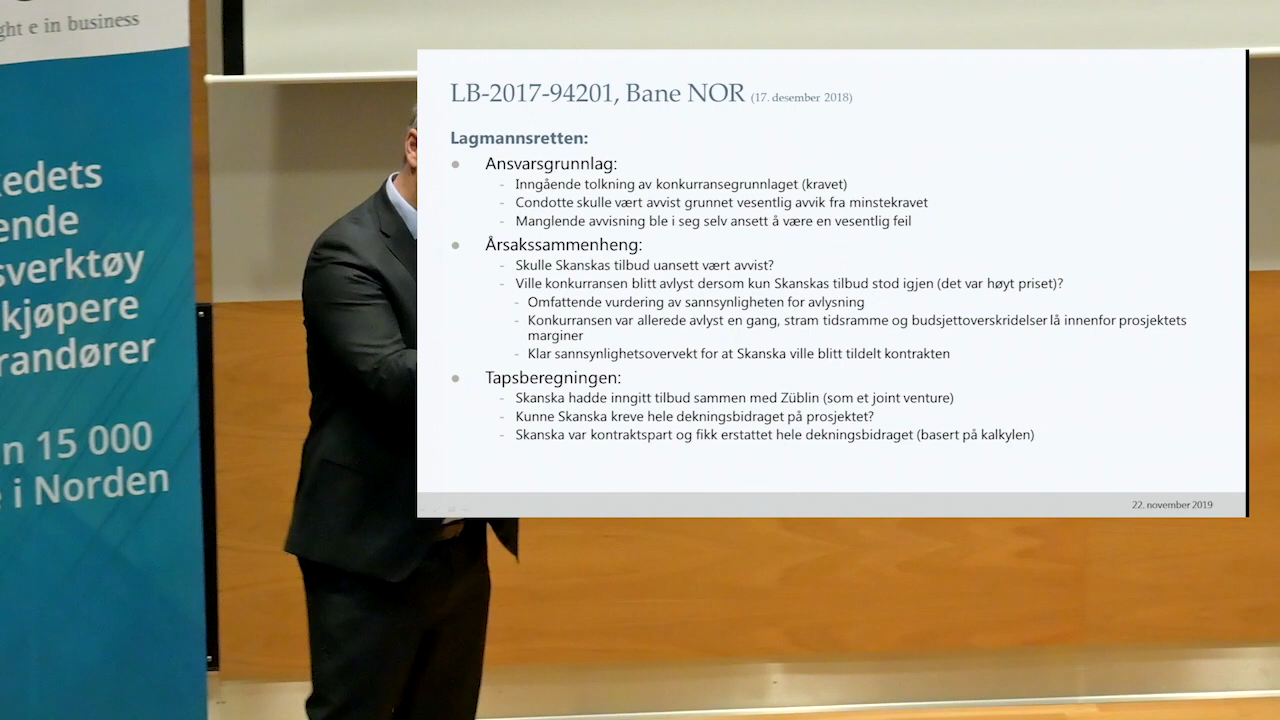 ght e in business
edets
ende
sverktøy
kjøpere
randører
n 15 000
i Norden
LB-2017-94201, Bane NOR (17. desember 2018)
Lagmannsretten:
● Ansvarsgrunnlag:
- Inngående tolkning av konkurransegrunnlaget (kravet)
- Condotte skulle vært avvist grunnet vesentlig avvik fra minstekravet
- Manglende avvisning ble i seg selv ansett å være en vesentlig feil
● Årsakssammenheng:
- Skulle Skanskas tilbud uansett vært avvist?
- Ville konkurransen blitt avlyst dersom kun Skanskas tilbud stod igjen (det var høyt priset)?
- Omfattende vurdering av sannsynligheten for avlysning
- Konkurransen var allerede avlyst en gang, stram tidsramme og budsjettoverskridelser lå innenfor prosjektets
marginer
- Klar sannsynlighetsovervekt for at Skanska ville blitt tildelt kontrakten
● Tapsberegningen:
- Skanska hadde inngitt tilbud sammen med Züblin (som et joint venture)
- Kunne Skanska kreve hele dekningsbidraget på prosjektet?
- Skanska var kontraktspart og fikk erstattet hele dekningsbidraget (basert på kalkylen)
22. november 2019